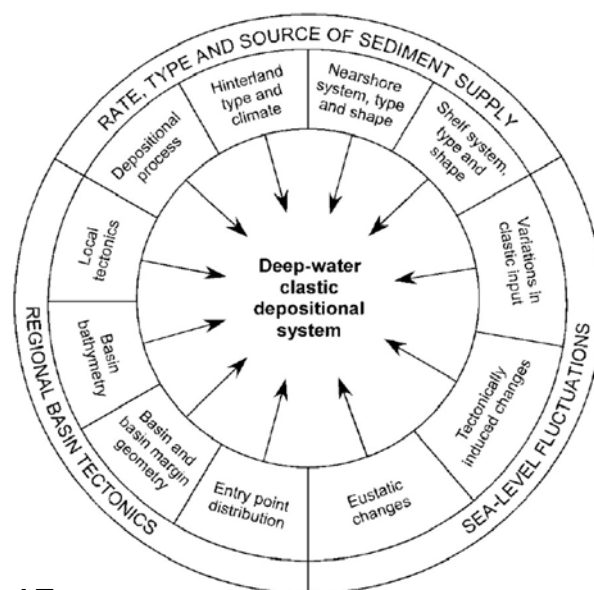 RATE, TYPE AND SOURCE OF SEDIMENT SUPPLY
Depositional
process
Hinterland
type and
climate
Nearshore
system, type
and shape
Shelf system,
type and
shape
Variations in
clastic input
Tectonically
induced changes
Eustatic
changes
SEA-LEVEL FLUCTUATIONS
Entry point
distribution
Basin and
basin margin
geometry
Basin
bathymetry
Local
tectonics
REGIONAL BASIN TECTONICS
Deep-water
clastic
depositional
system